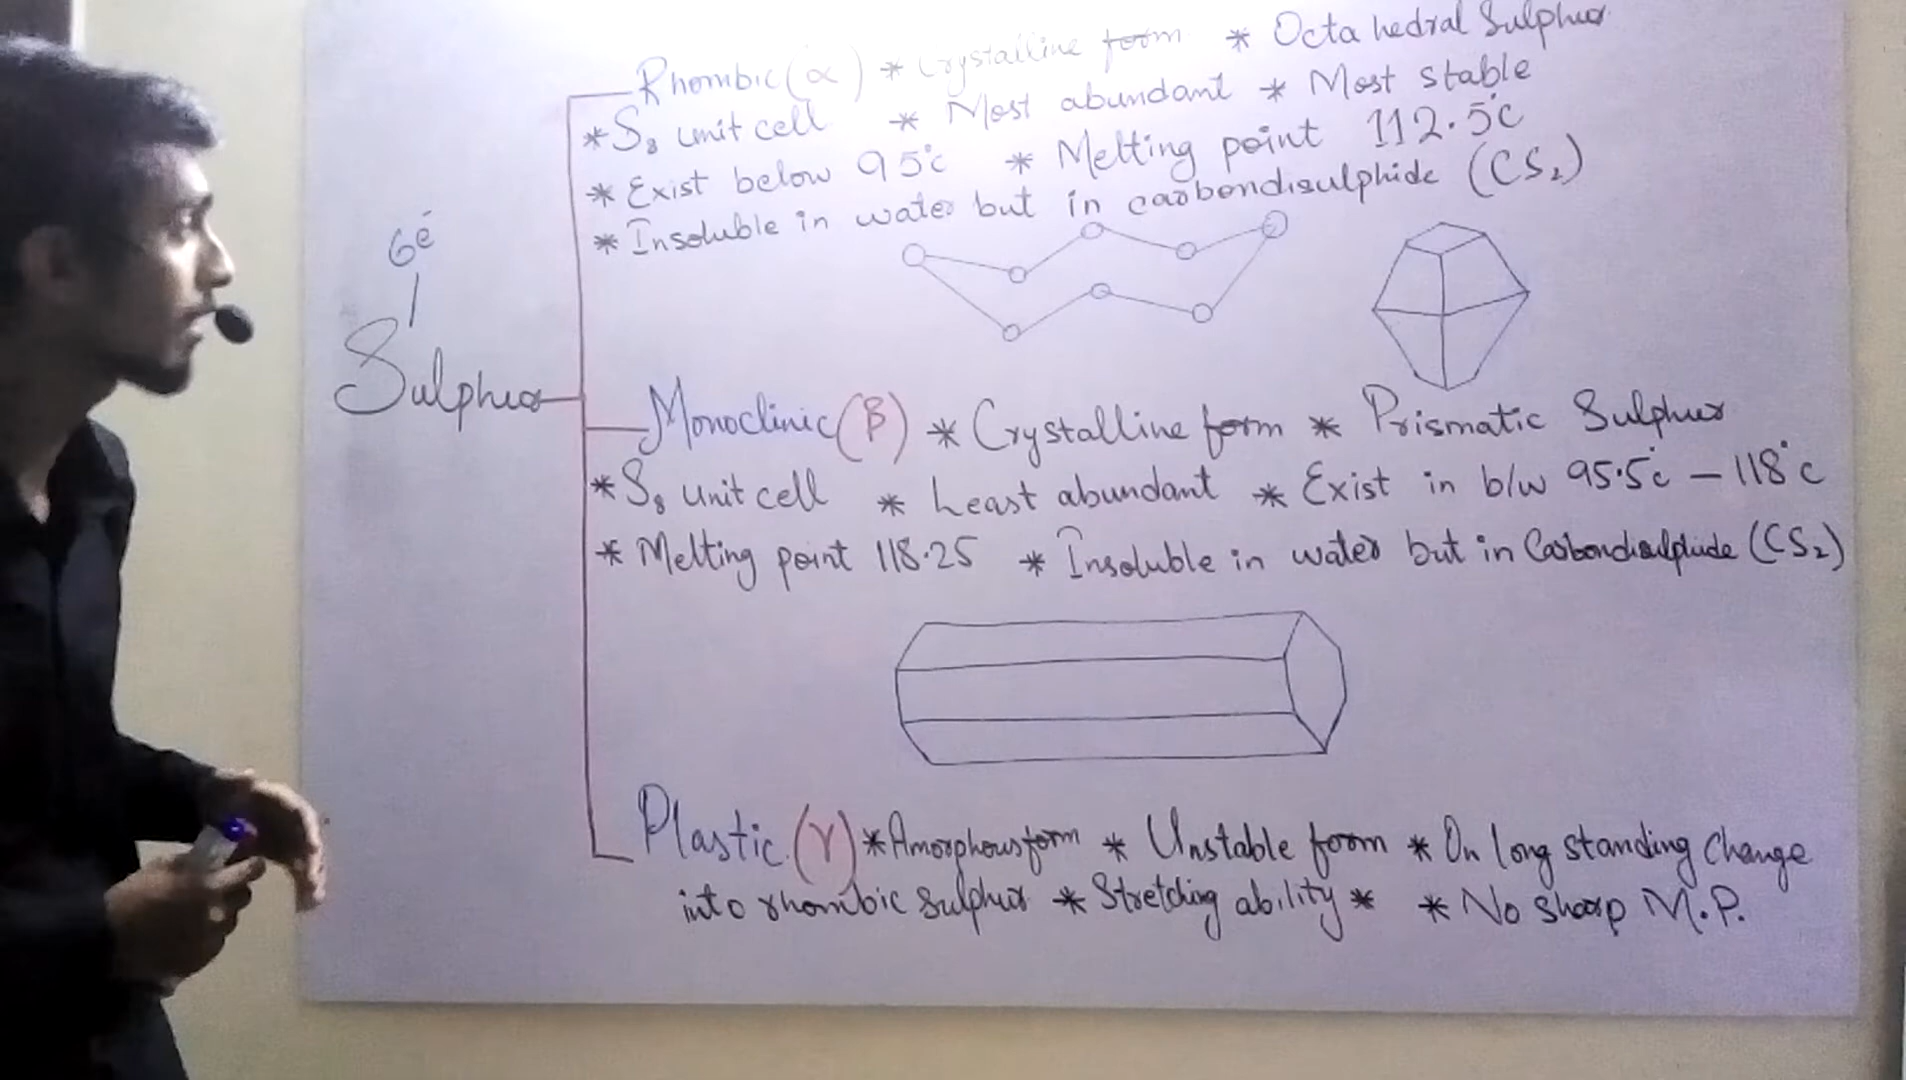 Rhombic (α) * Crystalline form * Octahedral Sulphur
* S₈ unit cell * Most abundant * Most stable
* Exist below 95°c * Melting point 112.5°c
* Insoluble in water but in carbondisulphide (CS₂)
6e⁻
Sulphur
Monoclinic (β) * Crystalline form * Prismatic Sulphur
* S₈ unit cell * Least abundant * Exist in b/w 95.5°c – 118°c
* Melting point 118.25 * Insoluble in water but in Carbondisulphide (CS₂)
Plastic (γ) * Amorphous form * Unstable form * On long standing change
into rhombic sulphur * Stretching ability * * No sharp M.P.